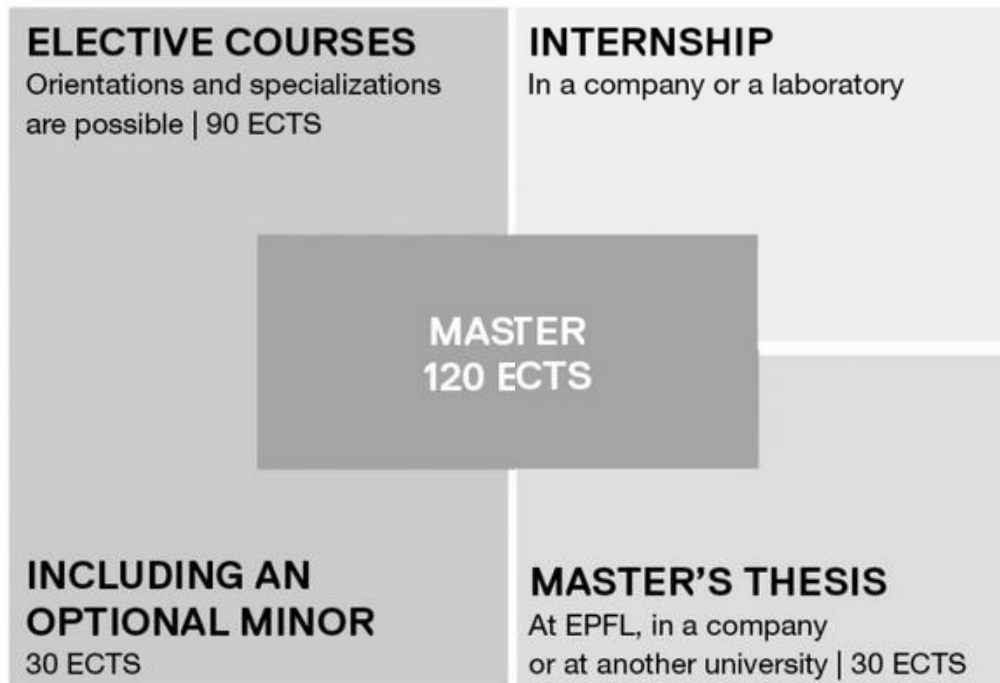 ELECTIVE COURSES
Orientations and specializations
are possible | 90 ECTS
INTERNSHIP
In a company or a laboratory
MASTER
120 ECTS
INCLUDING AN
OPTIONAL MINOR
30 ECTS
MASTER'S THESIS
At EPFL, in a company
or at another university | 30 ECTS